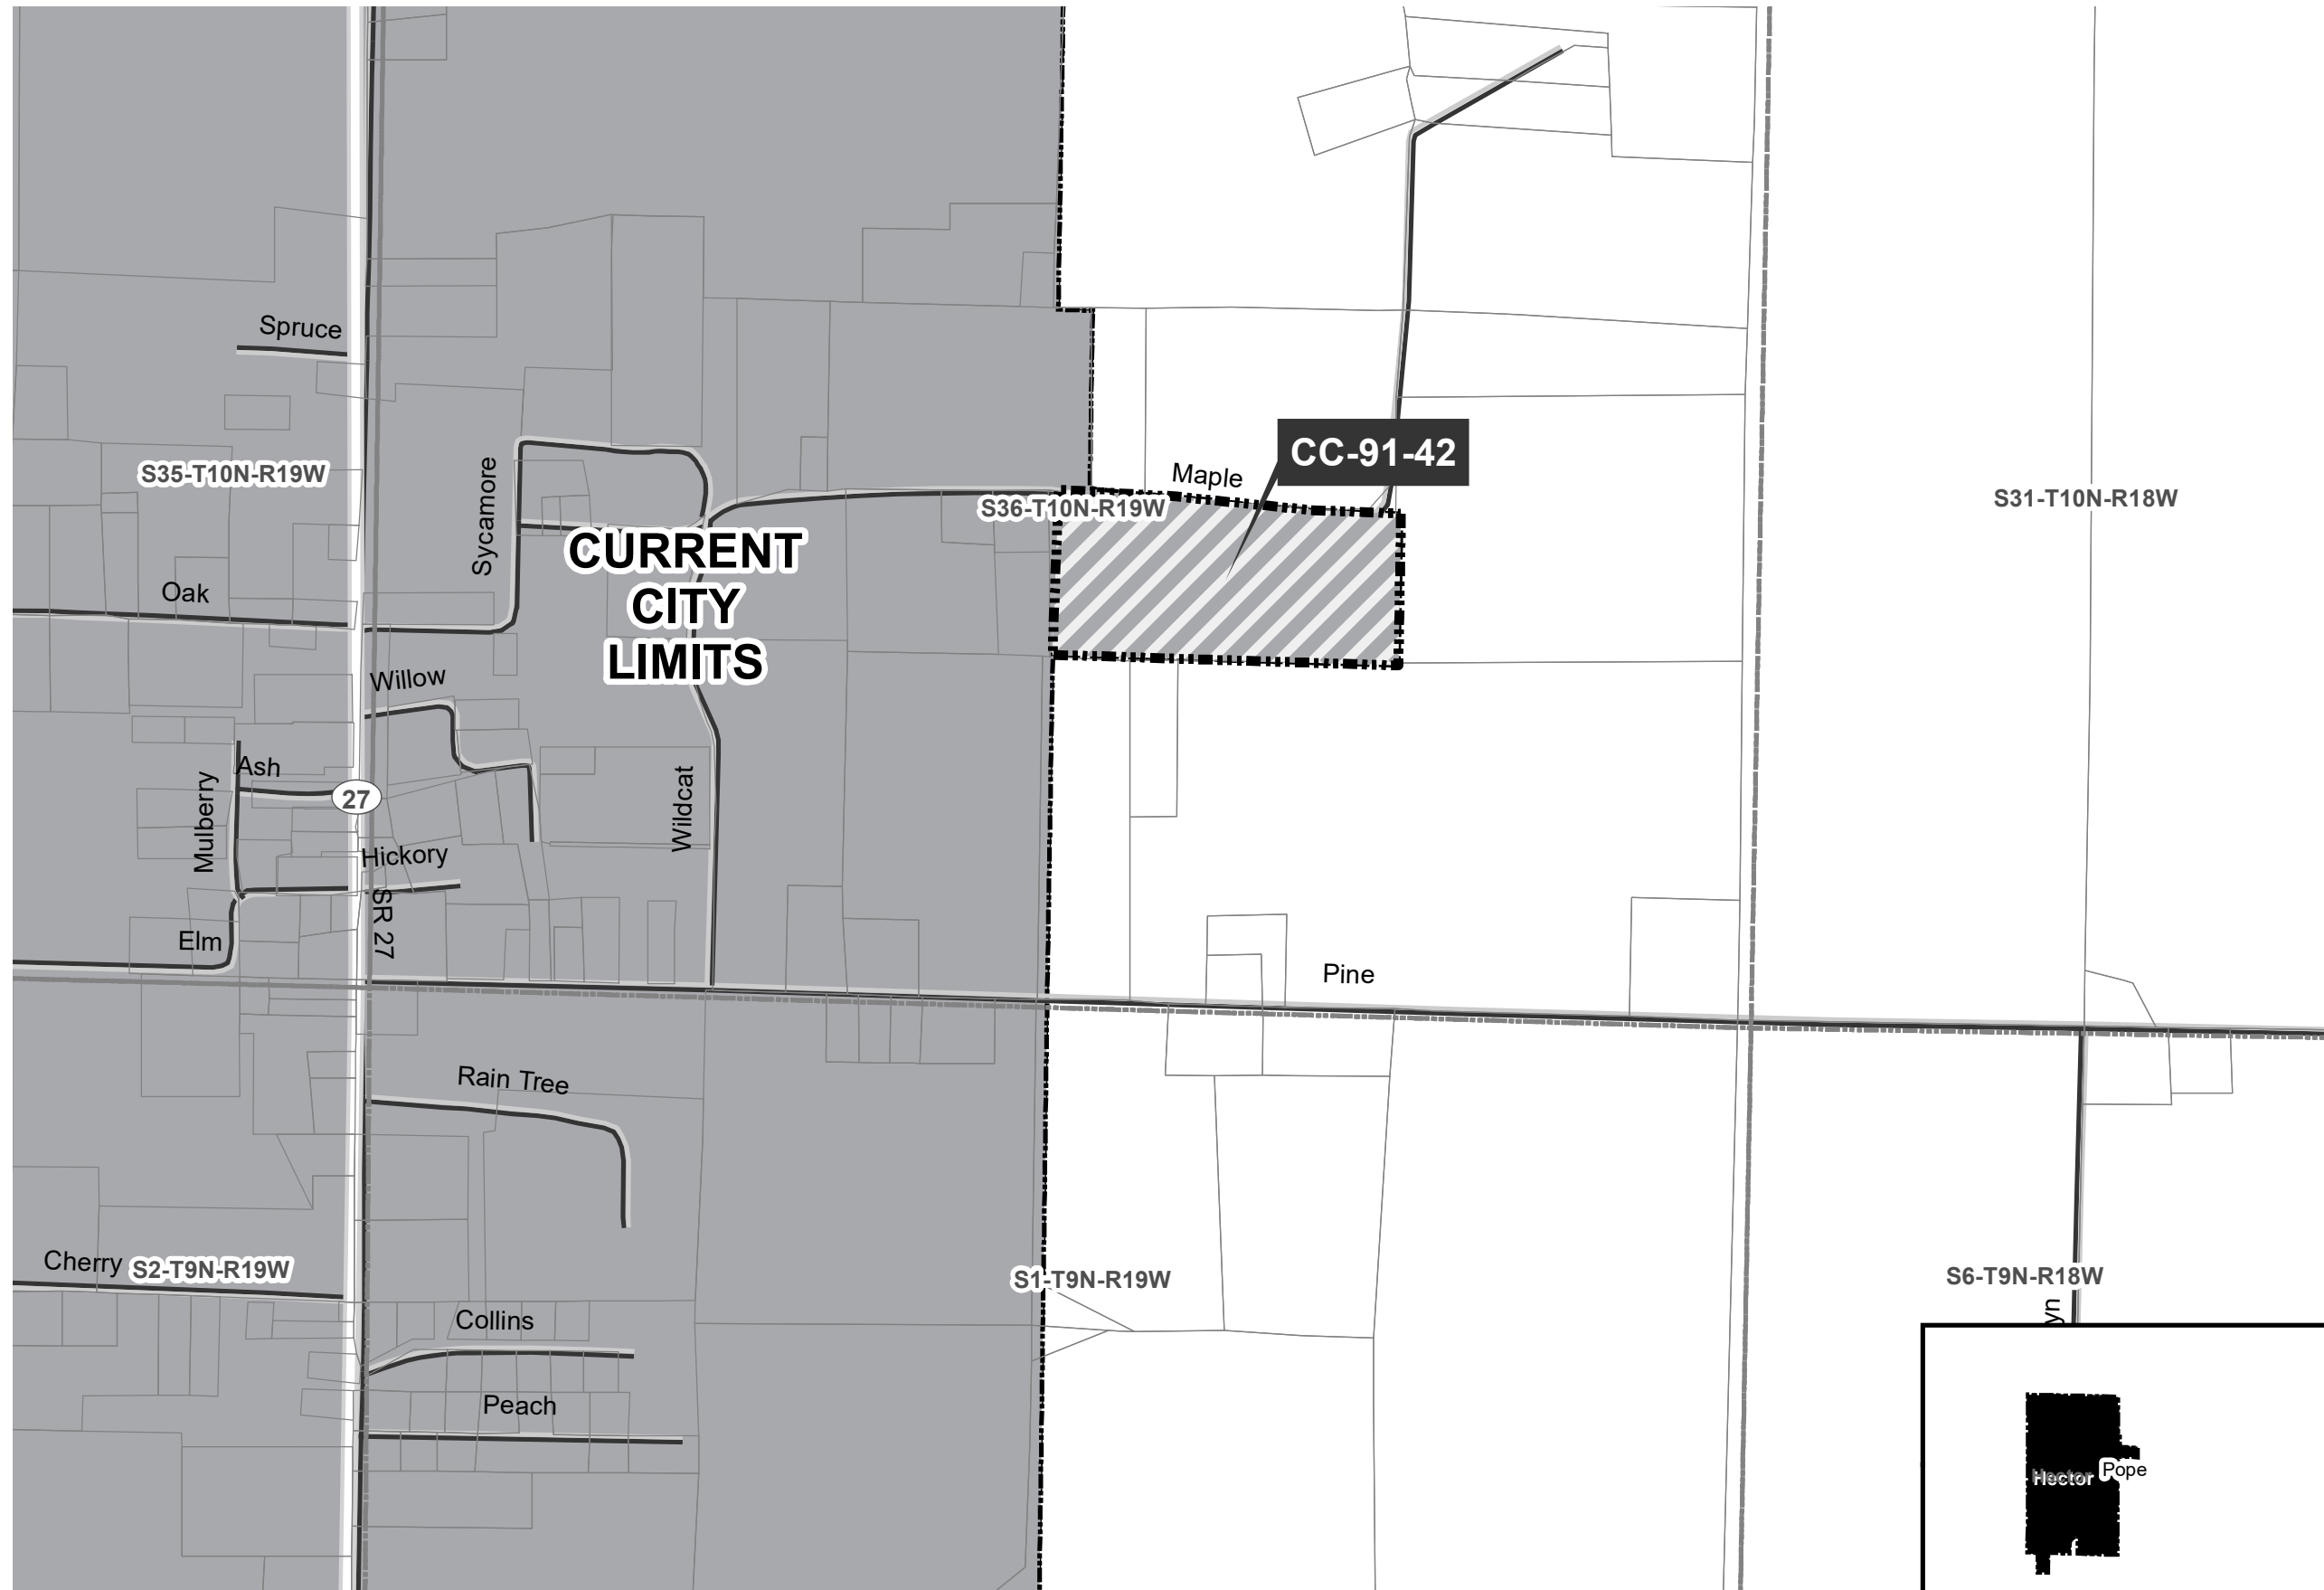 Spruce
CC-91-42
Maple
S35-T10N-R19W
Sycamore
S36-T10N-R19W
S31-T10N-R18W
CURRENT
CITY
LIMITS
Oak
Willow
Ash
Mulberry
27
Wildcat
Hickory
SR 27
Elm
Pine
Rain Tree
Cherry
S2-T9N-R19W
S1-T9N-R19W
S6-T9N-R18W
yn
Collins
Peach
Hector
Pope